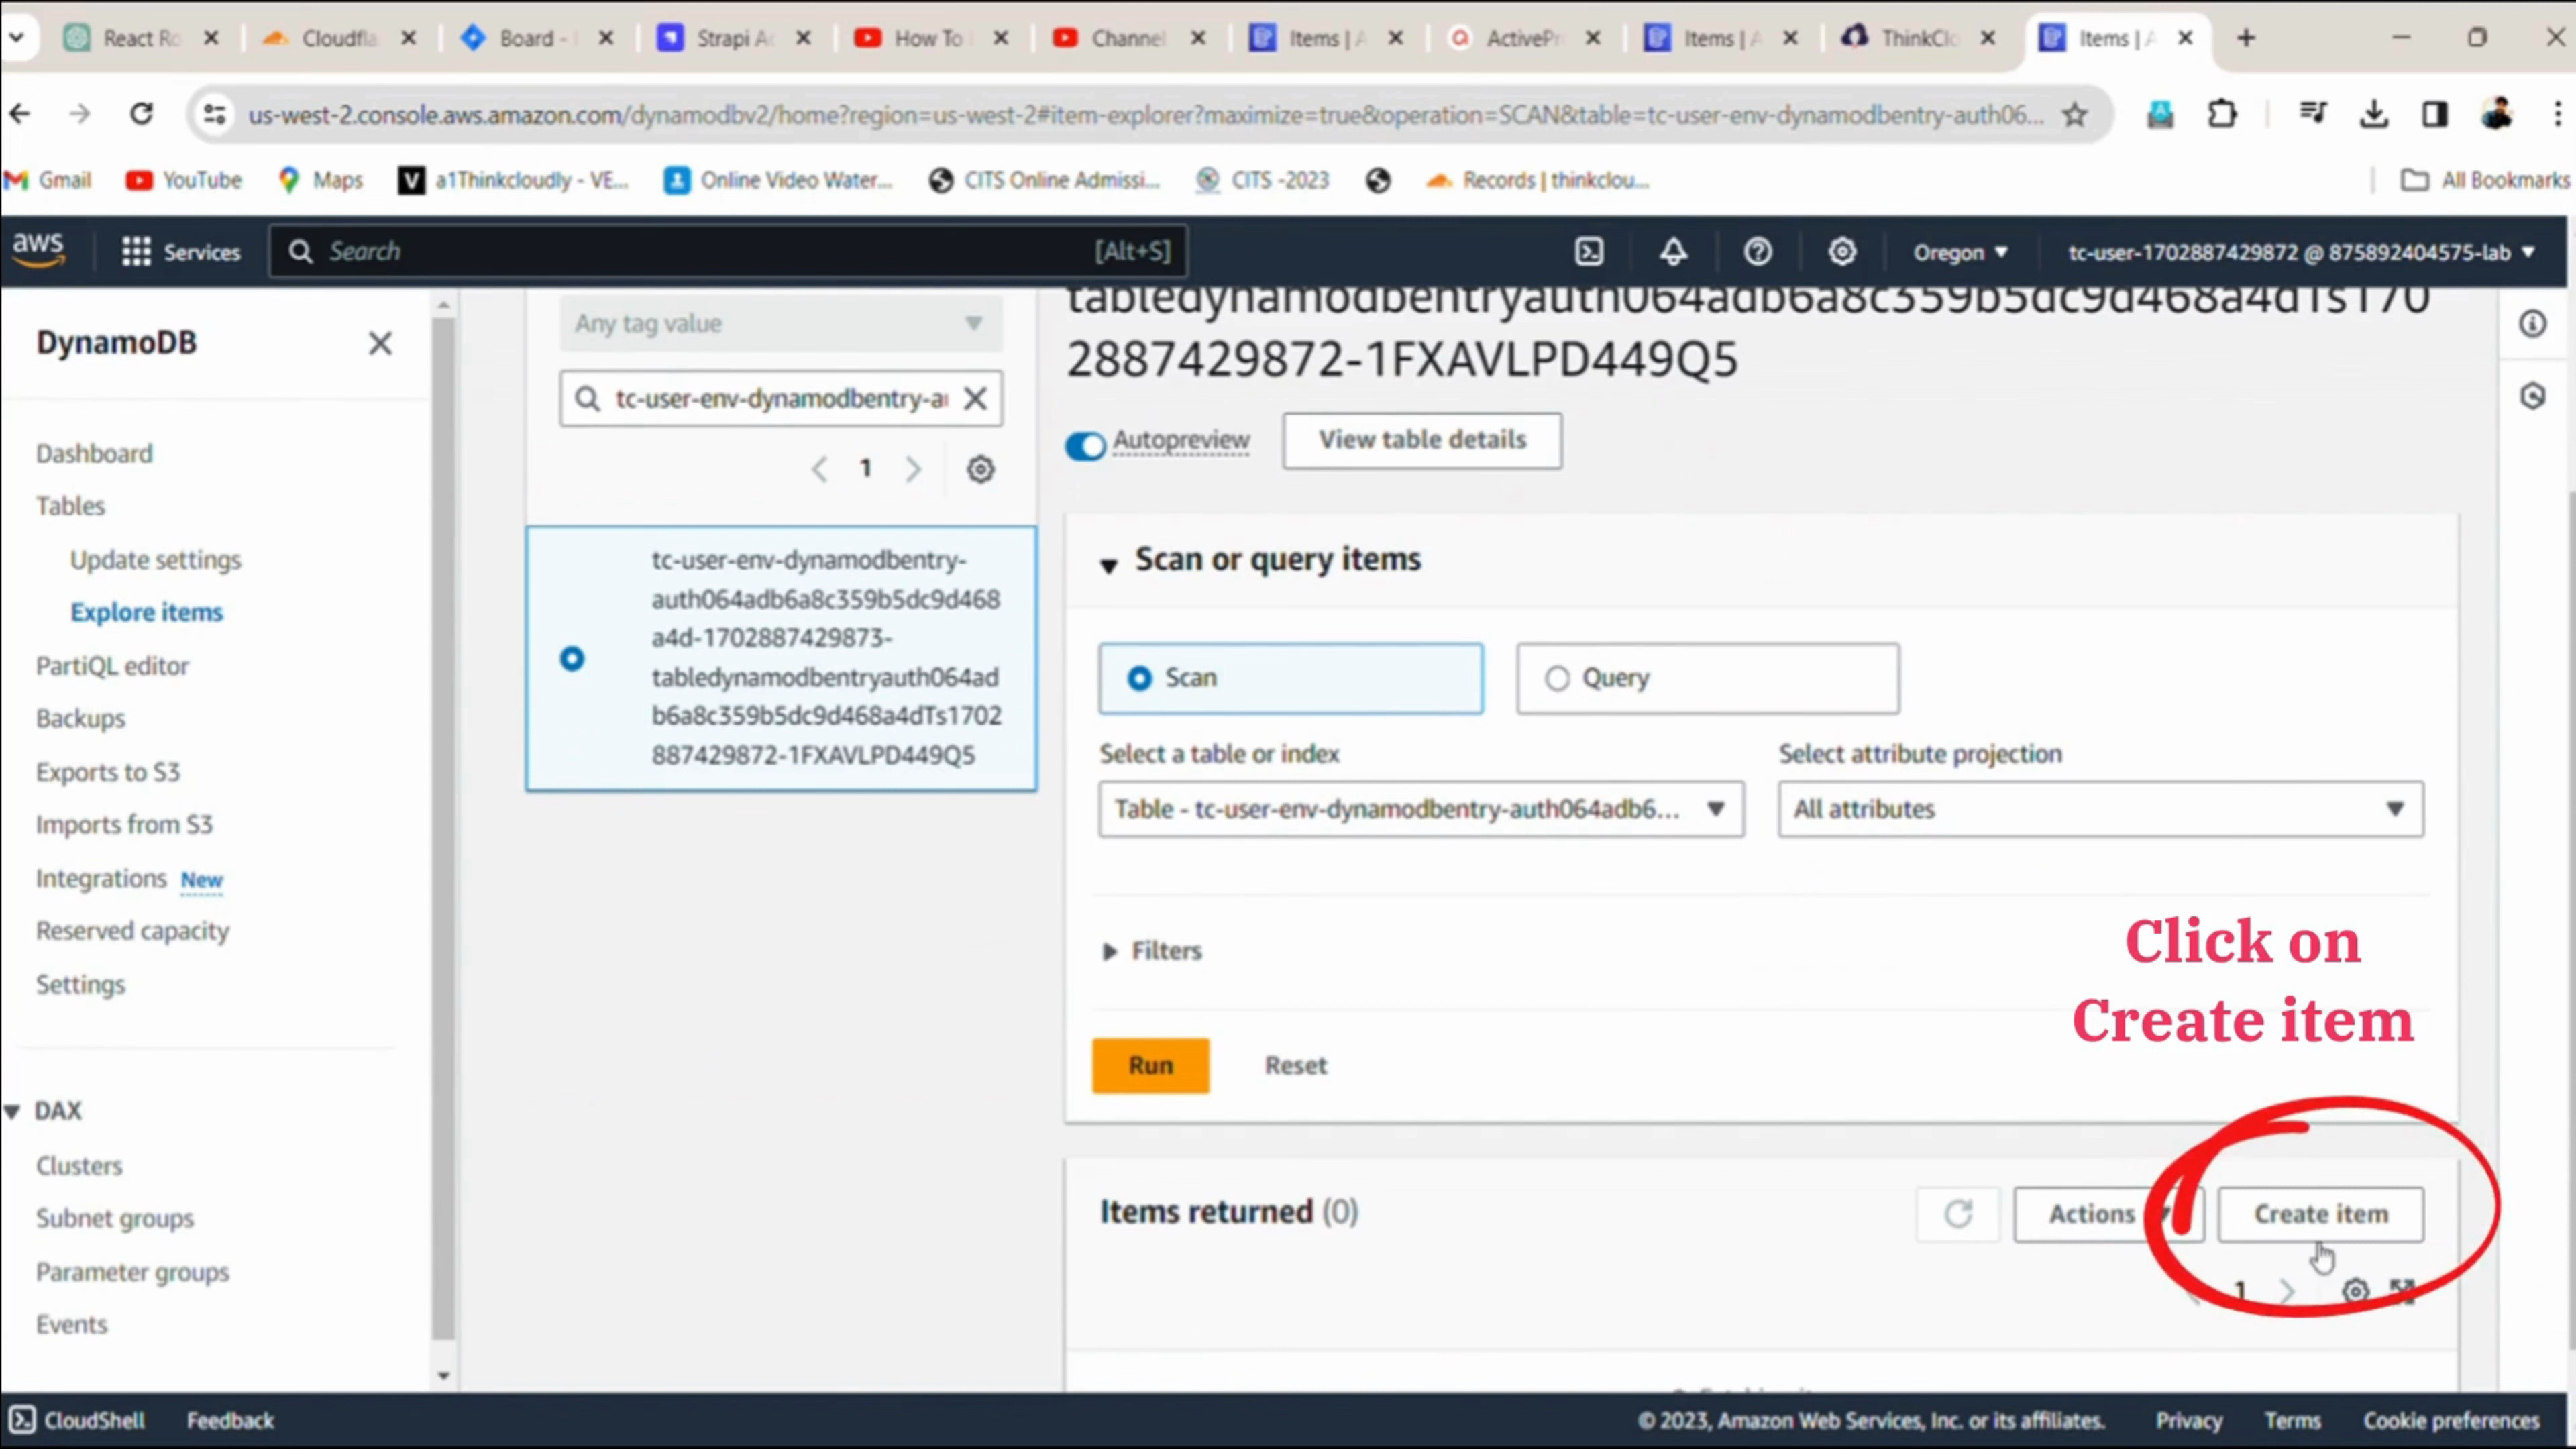 React Ro
Cloudfla
Board -
Strapi A
How To
Channel
Items | A
ActivePr
Items | A
ThinkClo
Items | A
us-west-2.console.aws.amazon.com/dynamodbv2/home?region=us-west-2#item-explorer?maximize=true&operation=SCAN&table=tc-user-env-dynamodbentry-auth06...
Gmail
YouTube
Maps
a1Thinkcloudly - VE...
Online Video Water...
CITS Online Admissi...
CITS -2023
Records | thinkclou...
All Bookmarks
aws
Services
Search
[Alt+S]
Oregon
tc-user-1702887429872 @ 875892404575-lab
DynamoDB
Dashboard
Tables
Update settings
Explore items
PartiQL editor
Backups
Exports to S3
Imports from S3
Integrations New
Reserved capacity
Settings
DAX
Clusters
Subnet groups
Parameter groups
Events
Any tag value
tc-user-env-dynamodbentry-a
1
tc-user-env-dynamodbentry-
auth064adb6a8c359b5dc9d468
a4d-1702887429873-
tabledynamodbentryauth064ad
b6a8c359b5dc9d468a4dTs1702
887429872-1FXAVLPD449Q5
tabledynamodbentryauth064adb6a8c359b5dc9d468a4dTs170
2887429872-1FXAVLPD449Q5
Autopreview
View table details
Scan or query items
Scan
Query
Select a table or index
Select attribute projection
Table - tc-user-env-dynamodbentry-auth064adb6...
All attributes
Filters
Click on
Create item
Run
Reset
Items returned (0)
Actions
Create item
1
CloudShell
Feedback
© 2023, Amazon Web Services, Inc. or its affiliates.
Privacy
Terms
Cookie preferences